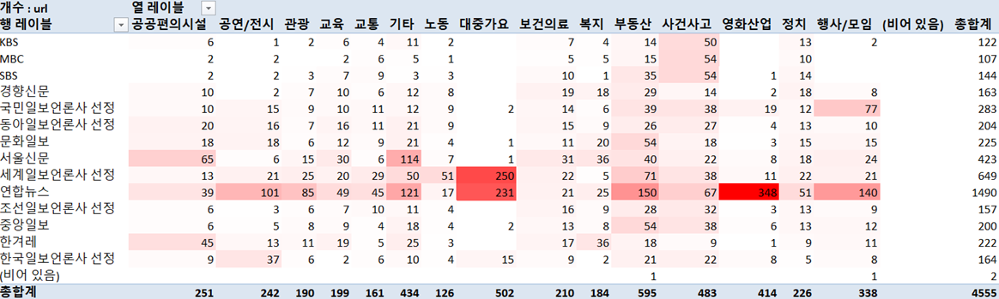 개수 : url 열 레이블
행 레이블 공공편의시설 공연/전시 관광 교육 교통 기타 노동 대중가요 보건의료 복지 부동산 사건사고 영화산업 정치 행사/모임 (비어 있음) 총합계
KBS 6 1 2 6 4 11 2 7 4 14 50 13 2 122
MBC 2 2 2 6 5 1 5 5 15 54 10 107
SBS 2 2 3 7 9 3 3 10 1 35 54 1 14 144
경향신문 10 2 7 10 6 12 8 19 18 29 14 2 18 8 163
국민일보언론사 선정 10 15 9 10 11 12 9 2 14 6 39 38 19 12 77 283
동아일보언론사 선정 20 16 7 16 11 21 9 15 9 26 27 4 13 10 204
문화일보 18 18 6 12 9 21 4 1 11 20 54 18 3 15 15 225
서울신문 65 6 15 30 6 114 7 1 31 36 40 22 8 18 24 423
세계일보언론사 선정 13 21 25 20 29 50 51 250 22 5 71 38 11 22 21 649
연합뉴스 39 101 85 49 45 121 17 231 21 25 150 67 348 51 140 1490
조선일보언론사 선정 6 3 6 7 10 11 4 16 9 28 32 3 13 9 157
중앙일보 6 5 8 9 4 18 4 2 13 8 54 38 6 13 12 200
한겨레 45 13 11 19 5 25 3 17 36 18 9 1 9 11 222
한국일보언론사 선정 9 37 6 2 6 10 4 15 9 2 21 22 8 5 8 164
(비어 있음) 1 1 2
총합계 251 242 190 199 161 434 126 502 210 184 595 483 414 226 338 4555